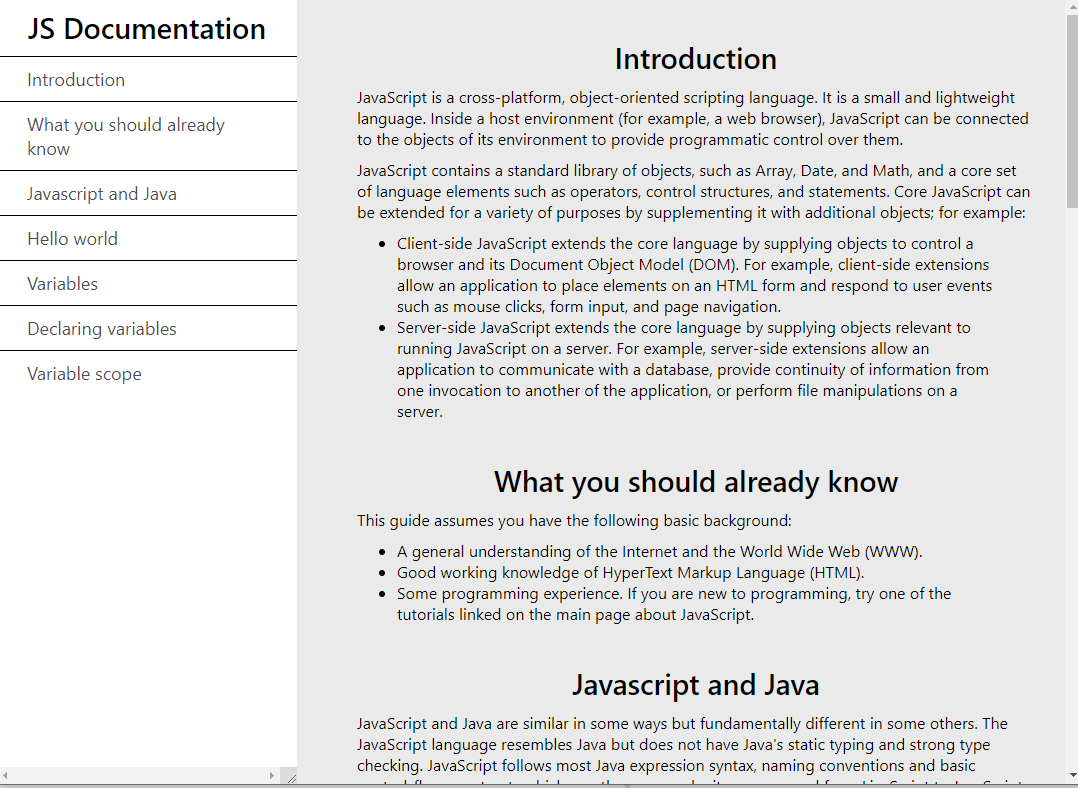 JS Documentation
Introduction
What you should already
know
Javascript and Java
Hello world
Variables
Declaring variables
Variable scope
Introduction
JavaScript is a cross-platform, object-oriented scripting language. It is a small and lightweight
language. Inside a host environment (for example, a web browser), JavaScript can be connected
to the objects of its environment to provide programmatic control over them.
JavaScript contains a standard library of objects, such as Array, Date, and Math, and a core set
of language elements such as operators, control structures, and statements. Core JavaScript can
be extended for a variety of purposes by supplementing it with additional objects; for example:
• Client-side JavaScript extends the core language by supplying objects to control a
browser and its Document Object Model (DOM). For example, client-side extensions
allow an application to place elements on an HTML form and respond to user events
such as mouse clicks, form input, and page navigation.
• Server-side JavaScript extends the core language by supplying objects relevant to
running JavaScript on a server. For example, server-side extensions allow an
application to communicate with a database, provide continuity of information from
one invocation to another of the application, or perform file manipulations on a
server.
What you should already know
This guide assumes you have the following basic background:
• A general understanding of the Internet and the World Wide Web (WWW).
• Good working knowledge of HyperText Markup Language (HTML).
• Some programming experience. If you are new to programming, try one of the
tutorials linked on the main page about JavaScript.
Javascript and Java
JavaScript and Java are similar in some ways but fundamentally different in some others. The
JavaScript language resembles Java but does not have Java's static typing and strong type
checking. JavaScript follows most Java expression syntax, naming conventions and basic